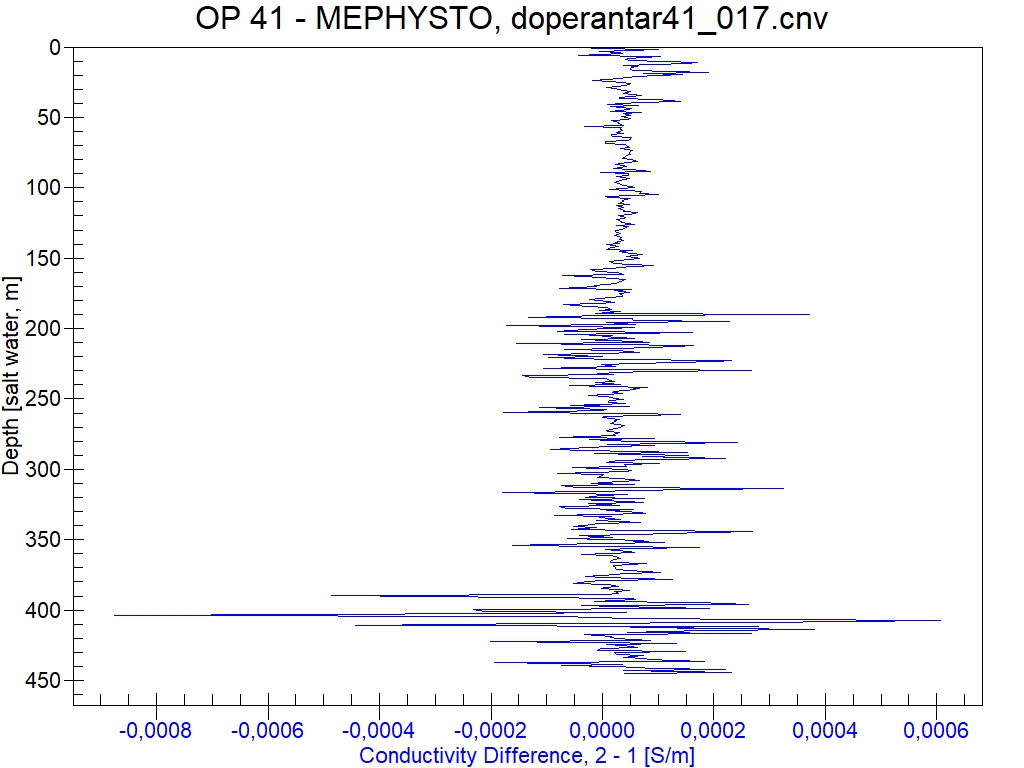 OP 41 - MEPHYSTO, doperantar41_017.cnv
0
50
100
150
200
250
300
350
400
450
Depth [salt water, m]
-0,0008 -0,0006 -0,0004 -0,0002 0,0000 0,0002 0,0004 0,0006
Conductivity Difference, 2 - 1 [S/m]